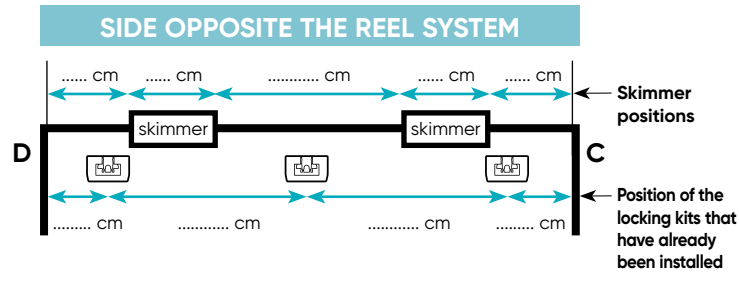 SIDE OPPOSITE THE REEL SYSTEM
...... cm ...... cm ............ cm ...... cm ...... cm
Skimmer
positions
skimmer skimmer
D C
Position of the
locking kits that
have already
been installed
......... cm ............. cm ............. cm ......... cm